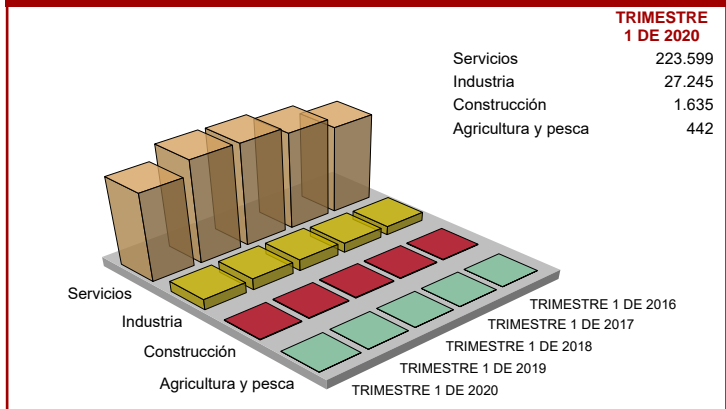 TRIMESTRE
1 DE 2020
Servicios 223.599
Industria 27.245
Construcción 1.635
Agricultura y pesca 442
Servicios
Industria
Construcción
Agricultura y pesca
TRIMESTRE 1 DE 2016
TRIMESTRE 1 DE 2017
TRIMESTRE 1 DE 2018
TRIMESTRE 1 DE 2019
TRIMESTRE 1 DE 2020